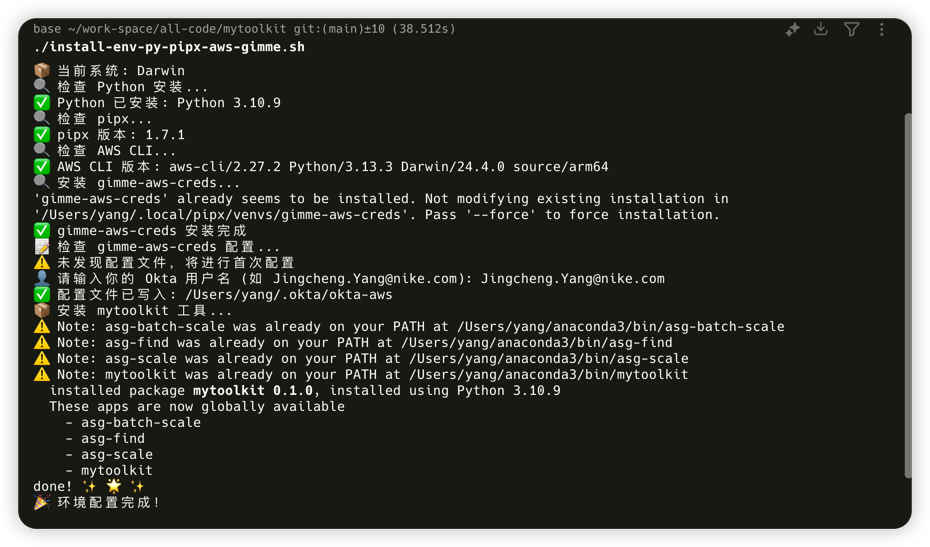 base ~/work-space/all-code/mytoolkit git:(main)±10 (38.512s)
./install-env-py-pipx-aws-gimme.sh
📦 当前系统: Darwin
🔍 检查 Python 安装...
✅ Python 已安装: Python 3.10.9
🔍 检查 pipx...
✅ pipx 版本: 1.7.1
🔍 检查 AWS CLI...
✅ AWS CLI 版本: aws-cli/2.27.2 Python/3.13.3 Darwin/24.4.0 source/arm64
🔍 安装 gimme-aws-creds...
'gimme-aws-creds' already seems to be installed. Not modifying existing installation in
'/Users/yang/.local/pipx/venvs/gimme-aws-creds'. Pass '--force' to force installation.
✅ gimme-aws-creds 安装完成
📝 检查 gimme-aws-creds 配置...
⚠️ 未发现配置文件, 将进行首次配置
👤 请输入你的 Okta 用户名 (如 Jingcheng.Yang@nike.com): Jingcheng.Yang@nike.com
✅ 配置文件已写入: /Users/yang/.okta/okta-aws
📦 安装 mytoolkit 工具...
⚠️ Note: asg-batch-scale was already on your PATH at /Users/yang/anaconda3/bin/asg-batch-scale
⚠️ Note: asg-find was already on your PATH at /Users/yang/anaconda3/bin/asg-find
⚠️ Note: asg-scale was already on your PATH at /Users/yang/anaconda3/bin/asg-scale
⚠️ Note: mytoolkit was already on your PATH at /Users/yang/anaconda3/bin/mytoolkit
installed package mytoolkit 0.1.0, installed using Python 3.10.9
These apps are now globally available
- asg-batch-scale
- asg-find
- asg-scale
- mytoolkit
done! ✨ 🌟 ✨
🎉 环境配置完成!